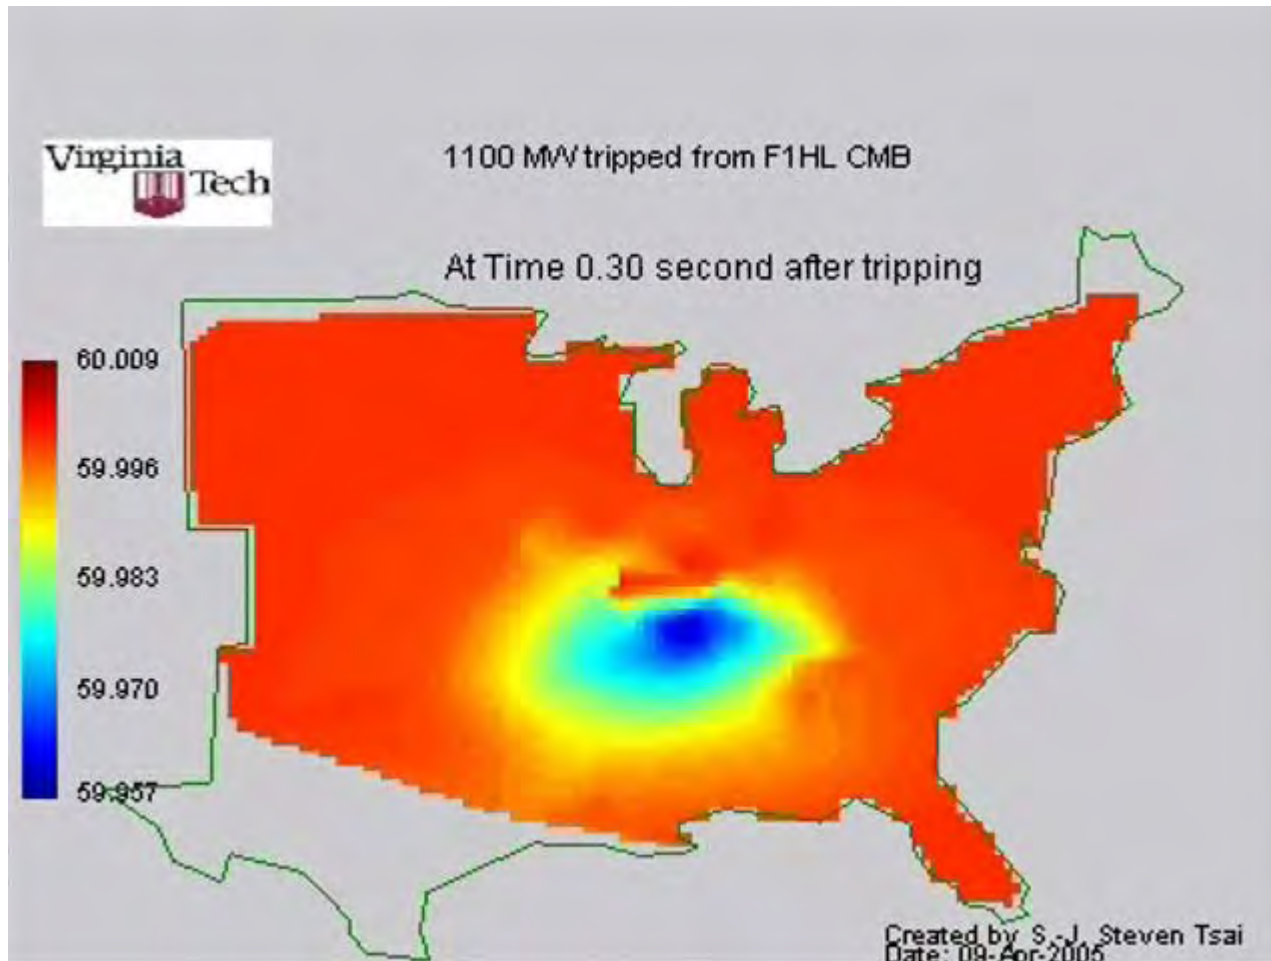 Virginia
Tech
1100 MW tripped from F1HL CMB
At Time 0.30 second after tripping
60.009
59.996
59.983
59.970
59.957
Created by S.-J. Steven Tsai
Date: 09-Apr-2005